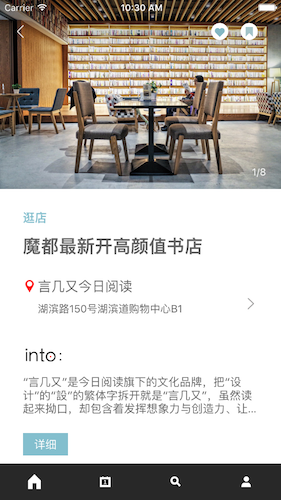 Carrier 10:30 AM
1/8
逛店
魔都最新开高颜值书店
言几又今日阅读
湖滨路150号湖滨道购物中心B1
into:
“言几又”是今日阅读旗下的文化品牌，把“设
计”的“設”的繁体字拆开就是“言几又”，虽然读
起来拗口，却包含着发挥想象力与创造力、让...
详细